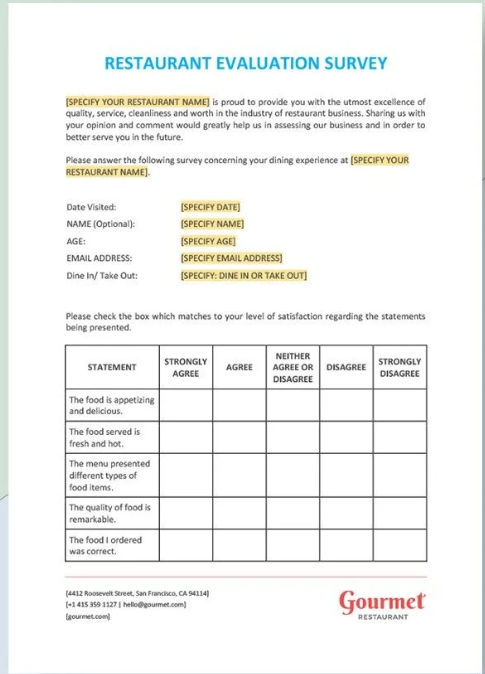 RESTAURANT EVALUATION SURVEY
[SPECIFY YOUR RESTAURANT NAME] is proud to provide you with the utmost excellence of
quality, service, cleanliness and worth in the industry of restaurant business. Sharing us with
your opinion and comment would greatly help us in assessing our business and in order to
better serve you in the future.
Please answer the following survey concerning your dining experience at [SPECIFY YOUR
RESTAURANT NAME].
Date Visited: [SPECIFY DATE]
NAME (Optional): [SPECIFY NAME]
AGE: [SPECIFY AGE]
EMAIL ADDRESS: [SPECIFY EMAIL ADDRESS]
Dine In/ Take Out: [SPECIFY: DINE IN OR TAKE OUT]
Please check the box which matches to your level of satisfaction regarding the statements
being presented.
STATEMENT
STRONGLY
AGREE
AGREE
NEITHER
AGREE OR
DISAGREE
DISAGREE
STRONGLY
DISAGREE
The food is appetizing
and delicious.
The food served is
fresh and hot.
The menu presented
different types of
food items.
The quality of food is
remarkable.
The food I ordered
was correct.
[4412 Roosevelt Street, San Francisco, CA 94114]
[+1 415 359 1127 | hello@gourmet.com]
[gourmet.com]
Gourmet
RESTAURANT